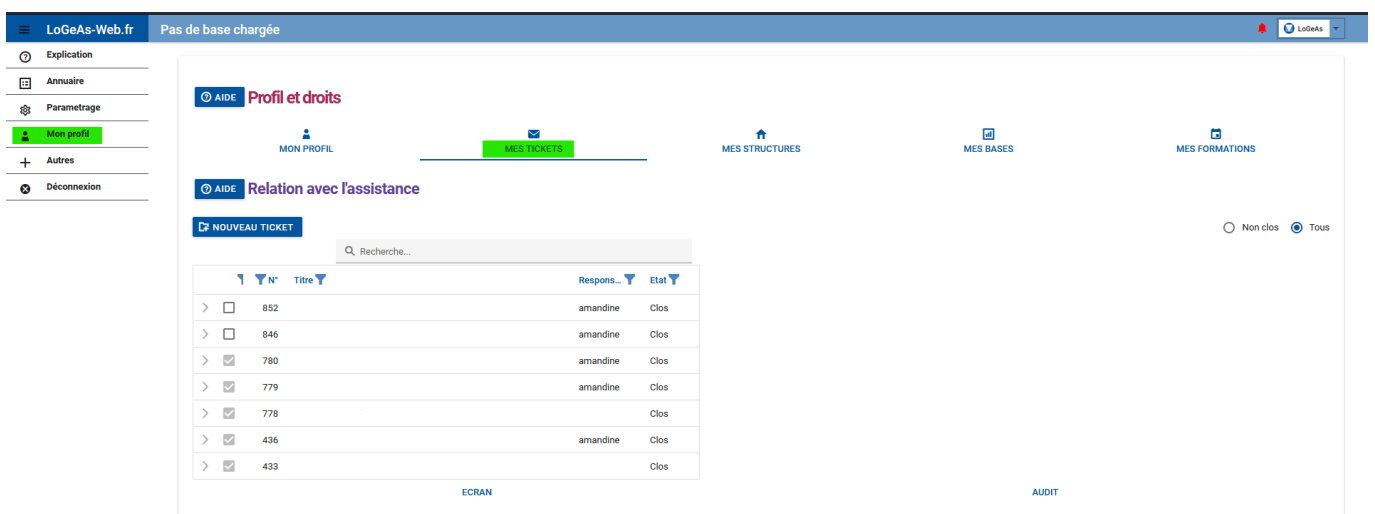 LoGeAs-Web.fr Pas de base chargée LoGeAs
Explication
Annuaire
Parametrage
Mon profil
Autres
Déconnexion
AIDE Profil et droits
MON PROFIL MES TICKETS MES STRUCTURES MES BASES MES FORMATIONS
AIDE Relation avec l'assistance
NOUVEAU TICKET Non clos Tous
Recherche...
N° Titre Respons... Etat
852 amandine Clos
846 amandine Clos
780 amandine Clos
779 amandine Clos
778 Clos
436 amandine Clos
433 Clos
ECRAN AUDIT